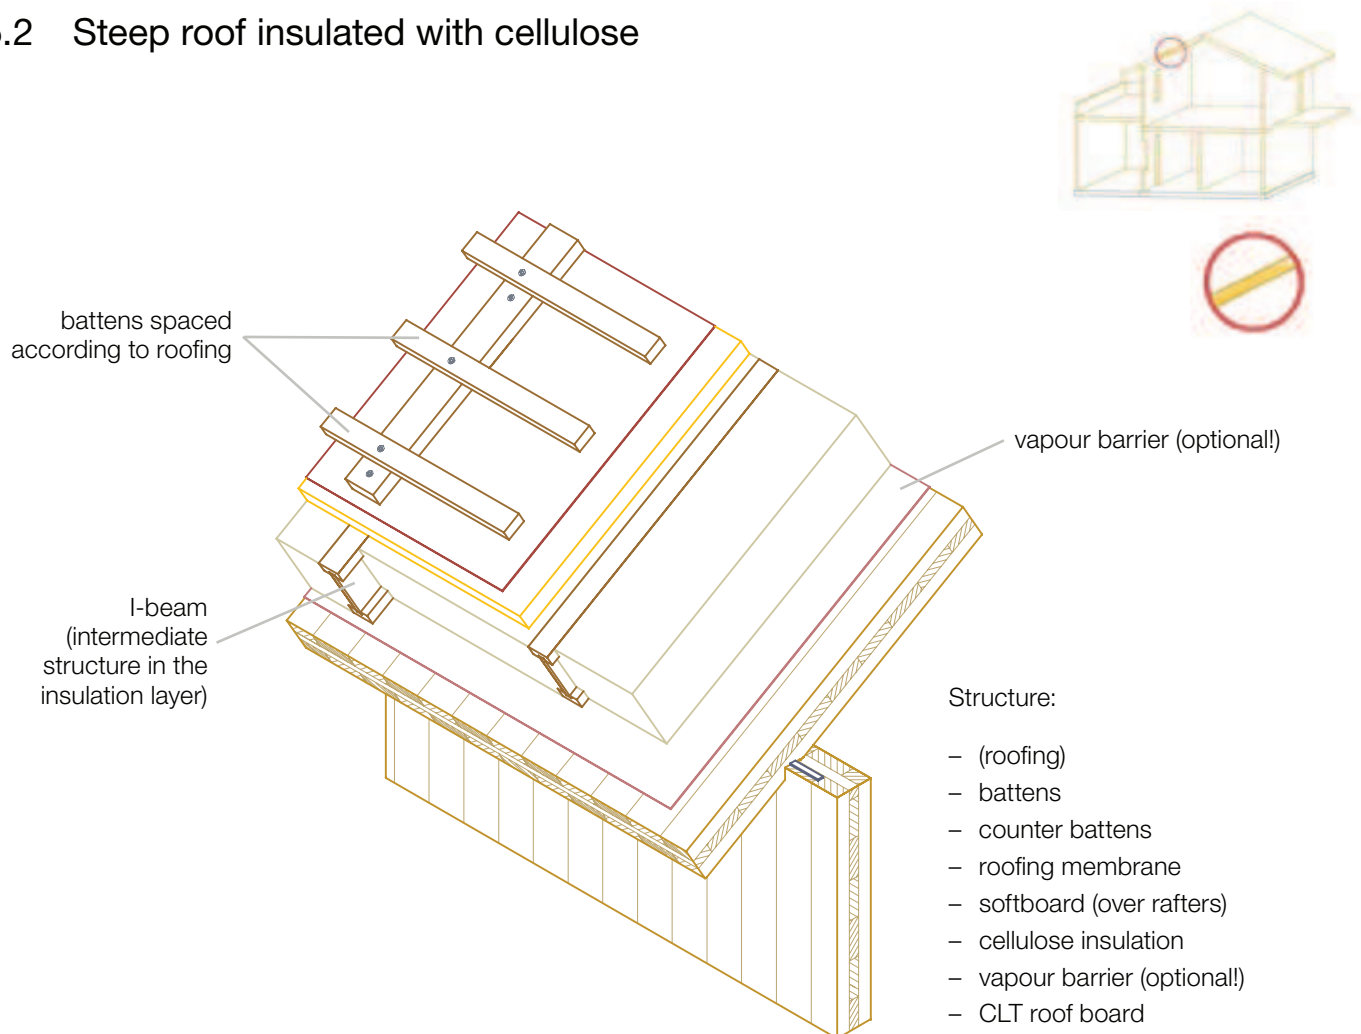 .2 Steep roof insulated with cellulose
battens spaced
according to roofing
vapour barrier (optional!)
I-beam
(intermediate
structure in the
insulation layer)
Structure:
– (roofing)
– battens
– counter battens
– roofing membrane
– softboard (over rafters)
– cellulose insulation
– vapour barrier (optional!)
– CLT roof board